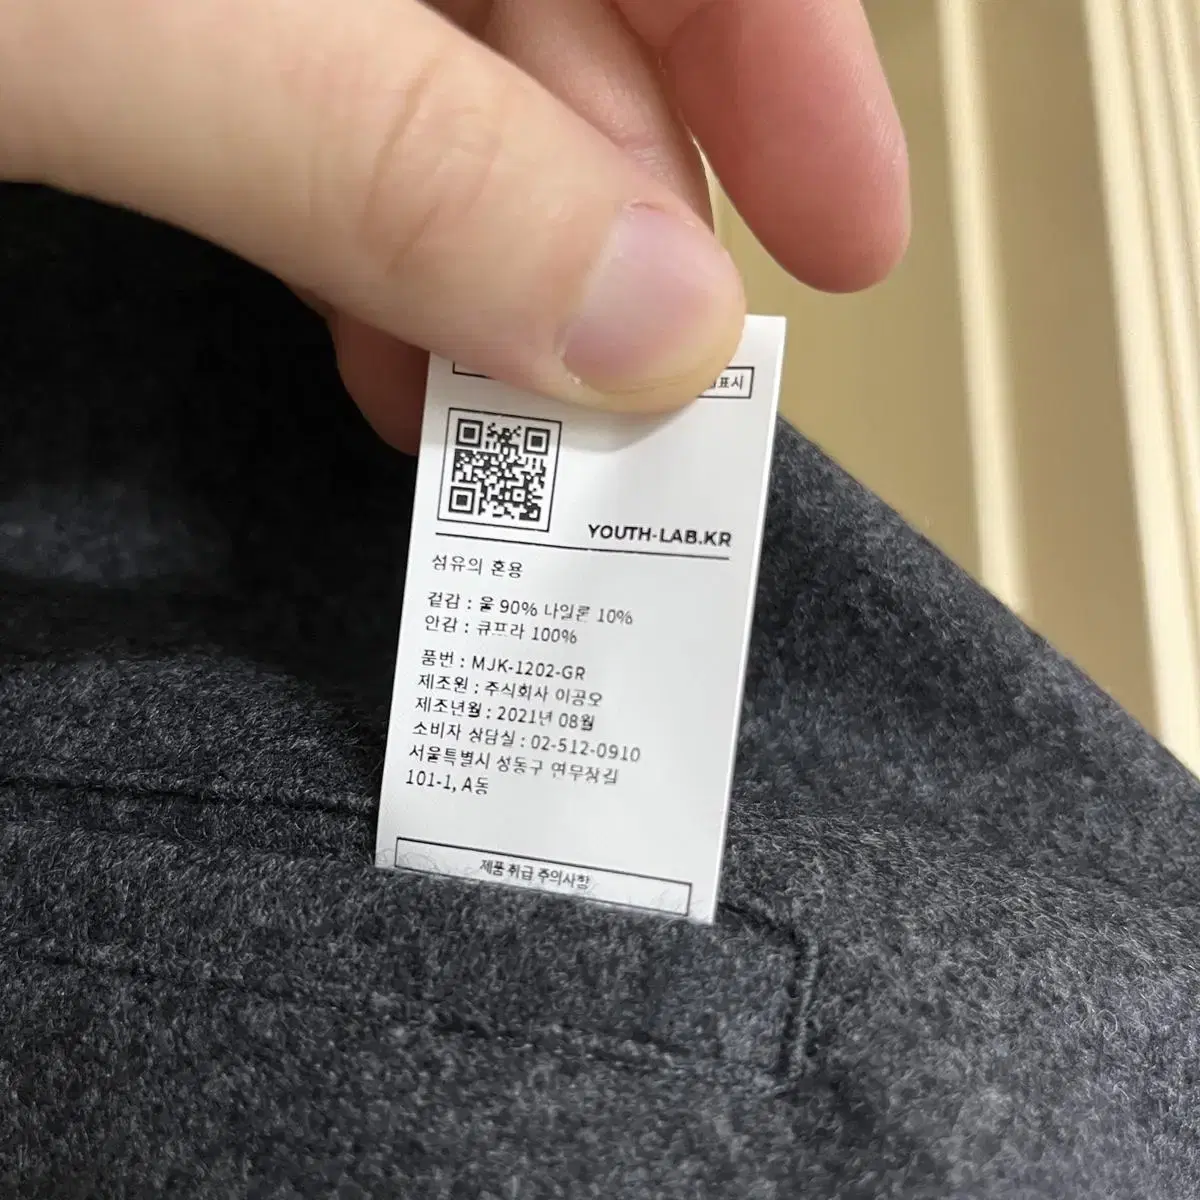 표시
YOUTH-LAB.KR
섬유의 혼용
겉감 : 울 90% 나일론 10%
안감 : 큐프라 100%
품번 : MJK-1202-GR
제조원 : 주식회사 이공오
제조년월 : 2021년 08월
소비자 상담실 : 02-512-0910
서울특별시 성동구 연무장길
101-1, A동
제품 취급 주의사항